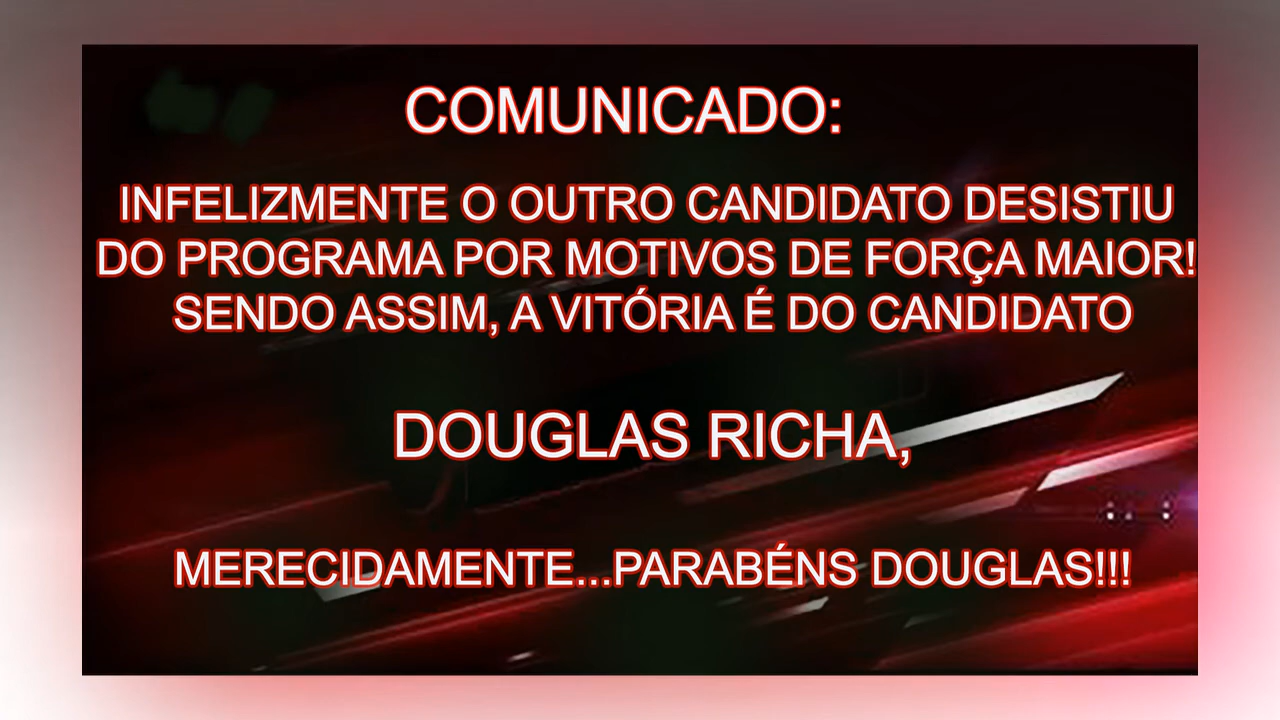 COMUNICADO:
INFELIZMENTE O OUTRO CANDIDATO DESISTIU
DO PROGRAMA POR MOTIVOS DE FORÇA MAIOR!
SENDO ASSIM, A VITÓRIA É DO CANDIDATO
DOUGLAS RICHA,
MERECIDAMENTE...PARABÉNS DOUGLAS!!!